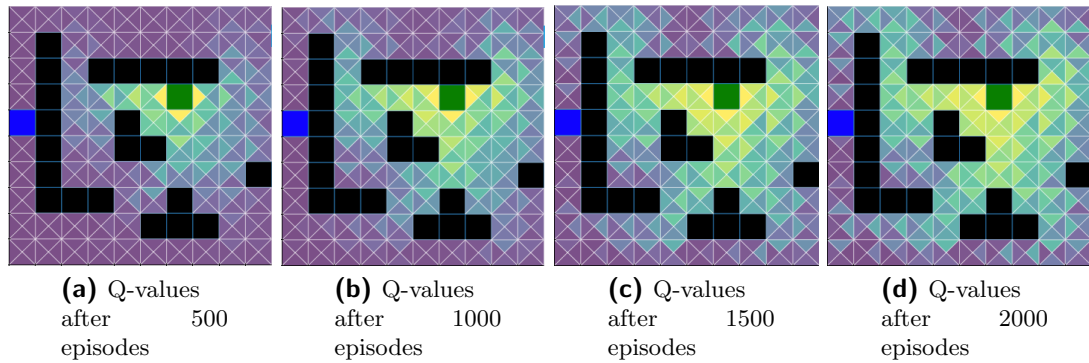 (a) Q-values
after 500
episodes
(b) Q-values
after 1000
episodes
(c) Q-values
after 1500
episodes
(d) Q-values
after 2000
episodes